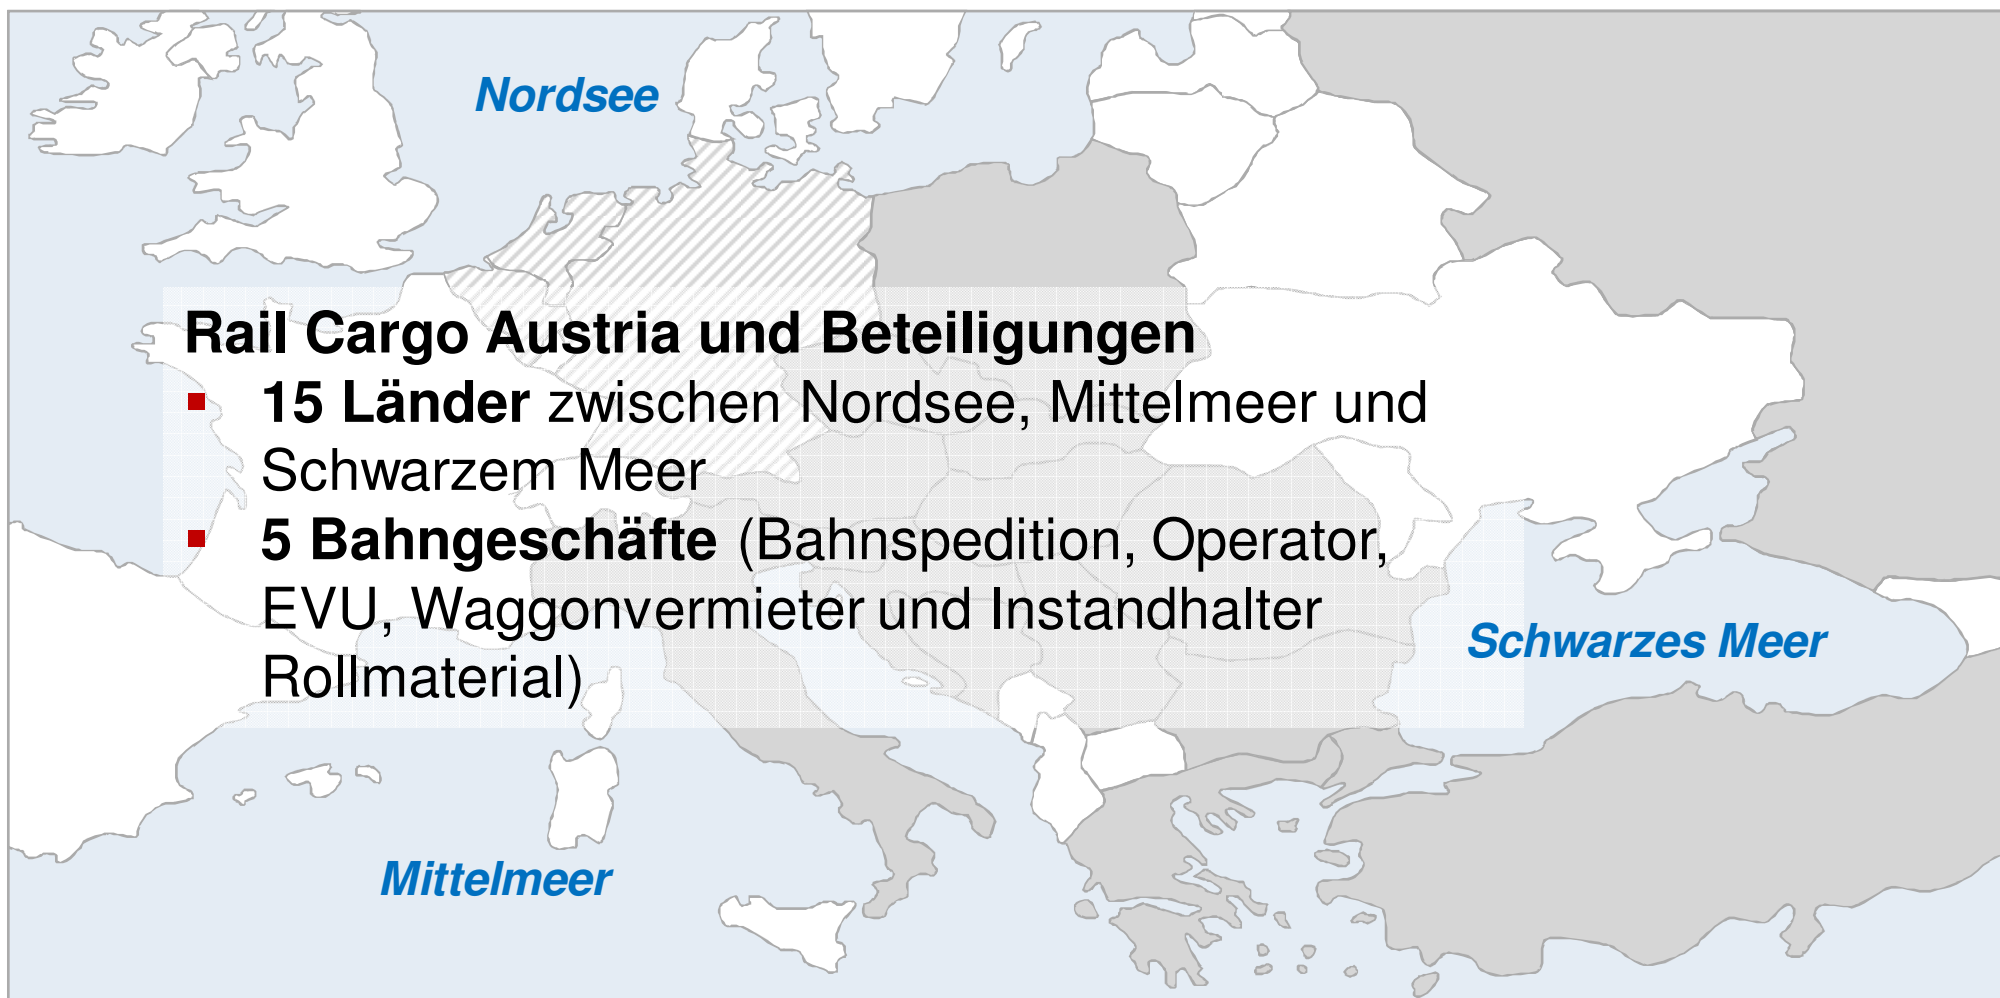 Nordsee
Rail Cargo Austria und Beteiligungen
▪ 15 Länder zwischen Nordsee, Mittelmeer und
Schwarzem Meer
▪ 5 Bahngeschäfte (Bahnspedition, Operator,
EVU, Waggonvermieter und Instandhalter
Rollmaterial)
Schwarzes Meer
Mittelmeer